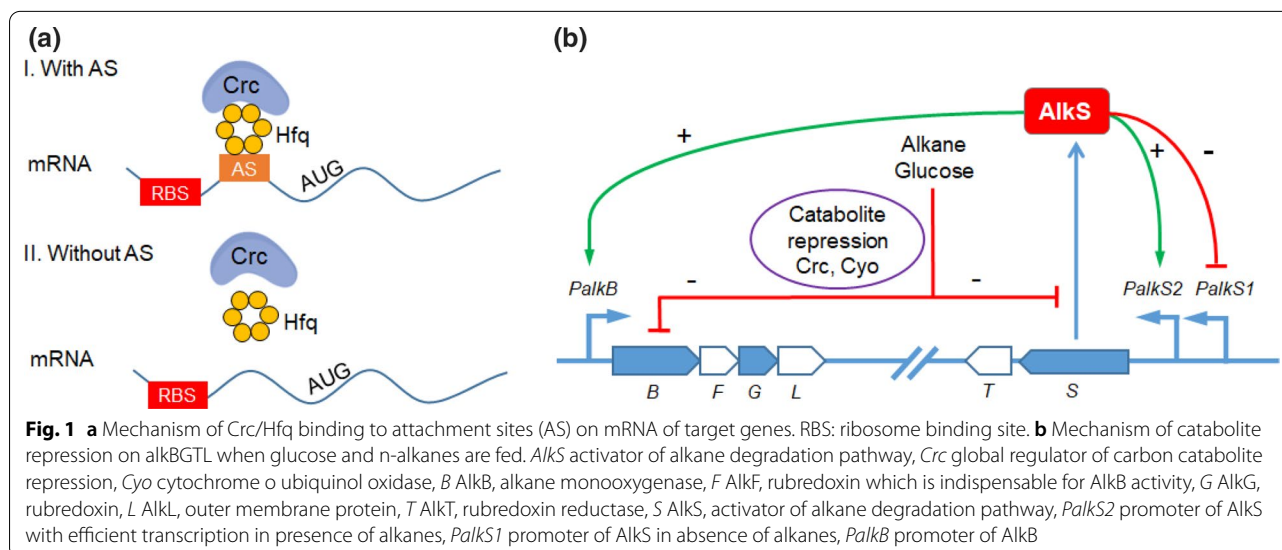 (a)
I. With AS
Crc
Hfq
mRNA
AS
AUG
RBS
II. Without AS
Crc
Hfq
mRNA
AUG
RBS
(b)
AlkS
+
Alkane
Glucose
+
-
Catabolite
repression
Crc, Cyo
PalkB
-
-
PalkS2
PalkS1
B
F
G
L
T
S
Fig. 1 a Mechanism of Crc/Hfq binding to attachment sites (AS) on mRNA of target genes. RBS: ribosome binding site. b Mechanism of catabolite
repression on alkBGTL when glucose and n-alkanes are fed. AlkS activator of alkane degradation pathway, Crc global regulator of carbon catabolite
repression, Cyo cytochrome o ubiquinol oxidase, B AlkB, alkane monooxygenase, F AlkF, rubredoxin which is indispensable for AlkB activity, G AlkG,
rubredoxin, L AlkL, outer membrane protein, T AlkT, rubredoxin reductase, S AlkS, activator of alkane degradation pathway, PalkS2 promoter of AlkS
with efficient transcription in presence of alkanes, PalkS1 promoter of AlkS in absence of alkanes, PalkB promoter of AlkB